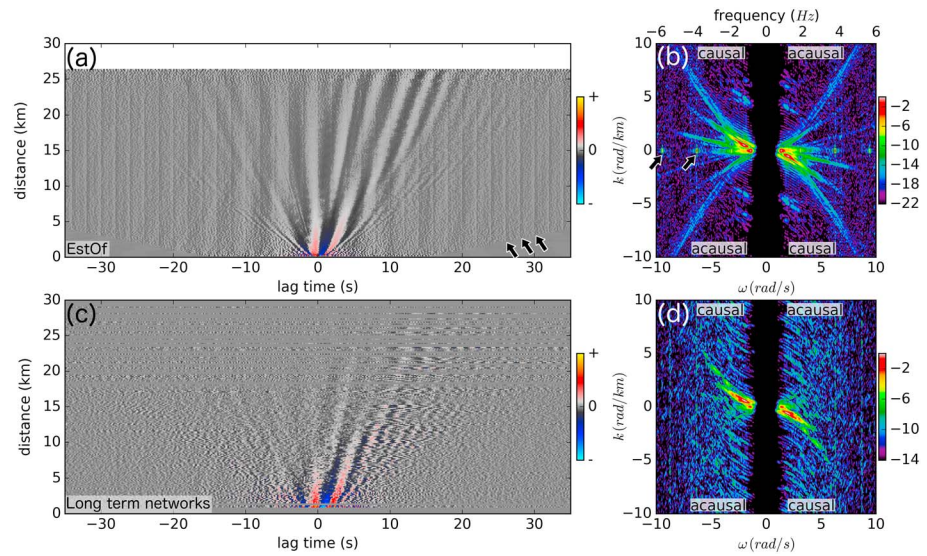 frequency (Hz)
−6 −4 −2 0 2 4 6
(a)
30
25
20
15
10
5
0
distance (km)
EstOf
−30 −20 −10 0 10 20 30
lag time (s)
+
0
-
(b)
causal
acausal
10
5
0
−5
−10
k (rad/km)
acausal
causal
−10 −5 0 5 10
ω (rad/s)
−2
−6
−10
−14
−18
−22
(c)
30
25
20
15
10
5
0
distance (km)
Long term networks
−30 −20 −10 0 10 20 30
lag time (s)
+
0
-
(d)
causal
acausal
10
5
0
−5
−10
k (rad/km)
acausal
causal
−10 −5 0 5 10
ω (rad/s)
−2
−6
−10
−14